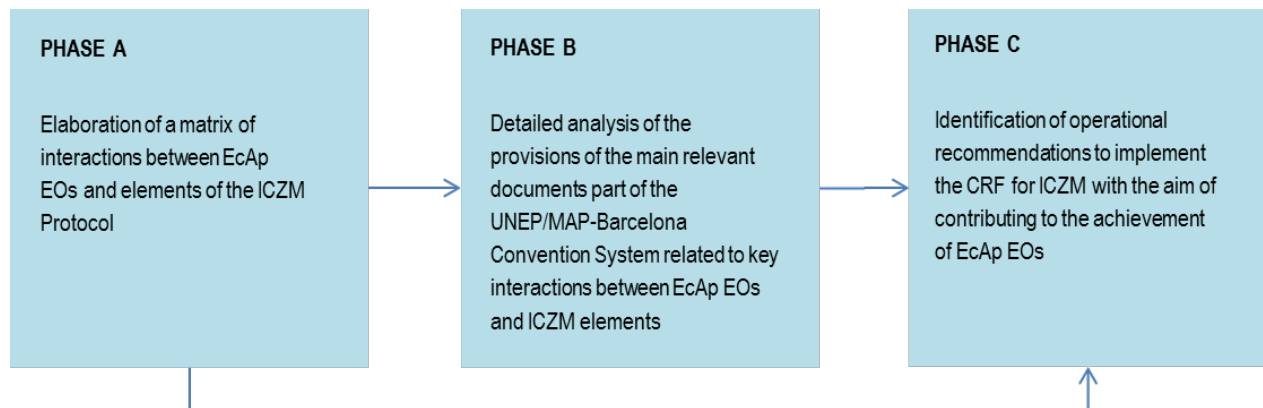 PHASE A
Elaboration of a matrix of
interactions between EcAp
EOs and elements of the ICZM
Protocol
PHASE B
Detailed analysis of the
provisions of the main relevant
documents part of the
UNEP/MAP-Barcelona
Convention System related to key
interactions between EcAp EOs
and ICZM elements
PHASE C
Identification of operational
recommendations to implement
the CRF for ICZM with the aim of
contributing to the achievement
of EcAp EOs